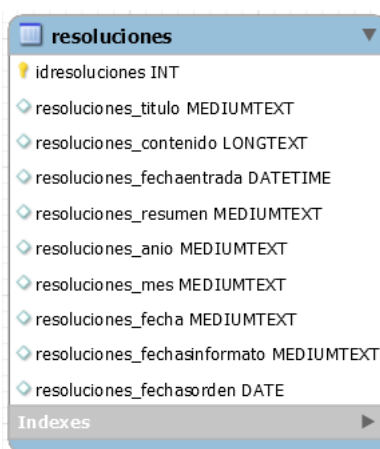 resoluciones
idresoluciones INT
resoluciones_titulo MEDIUMTEXT
resoluciones_contenido LONGTEXT
resoluciones_fechaentrada DATETIME
resoluciones_resumen MEDIUMTEXT
resoluciones_anio MEDIUMTEXT
resoluciones_mes MEDIUMTEXT
resoluciones_fecha MEDIUMTEXT
resoluciones_fechasinformato MEDIUMTEXT
resoluciones_fechasorden DATE
Indexes